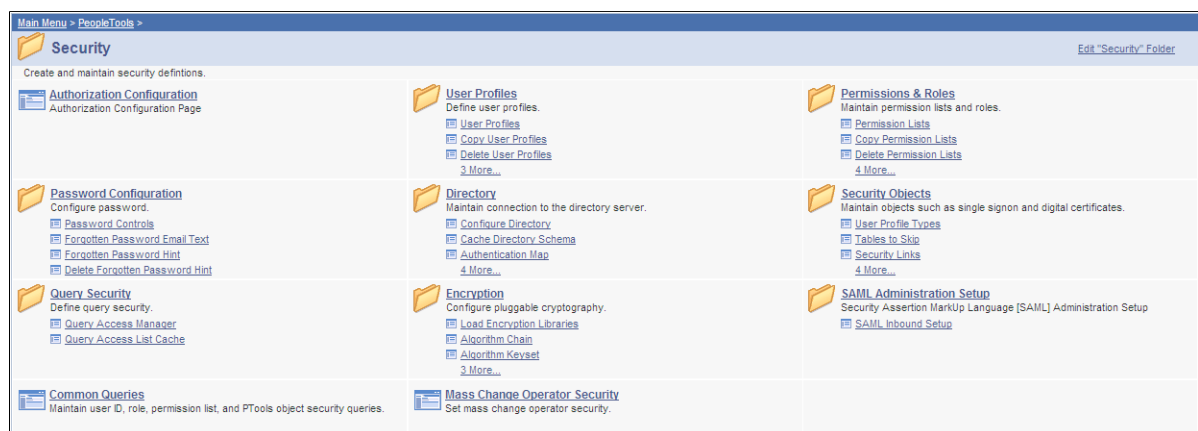 Main Menu > PeopleTools >
Security
Edit "Security" Folder
Create and maintain security defintions.
Authorization Configuration
Authorization Configuration Page
User Profiles
Define user profiles.
User Profiles
Copy User Profiles
Delete User Profiles
3 More...
Permissions & Roles
Maintain permission lists and roles.
Permission Lists
Copy Permission Lists
Delete Permission Lists
4 More...
Password Configuration
Configure password.
Password Controls
Forgotten Password Email Text
Forgotten Password Hint
Delete Forgotten Password Hint
Directory
Maintain connection to the directory server.
Configure Directory
Cache Directory Schema
Authentication Map
4 More...
Security Objects
Maintain objects such as single signon and digital certificates.
User Profile Types
Tables to Skip
Security Links
4 More...
Query Security
Define query security.
Query Access Manager
Query Access List Cache
Encryption
Configure pluggable cryptography.
Load Encryption Libraries
Algorithm Chain
Algorithm Keyset
3 More...
SAML Administration Setup
Security Assertion MarkUp Language [SAML] Administration Setup
SAML Inbound Setup
Common Queries
Maintain user ID, role, permission list, and PTools object security queries.
Mass Change Operator Security
Set mass change operator security.